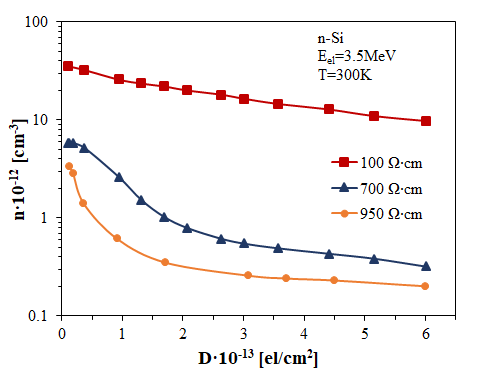 100
10
1
0.1
n·10⁻¹² [cm⁻³]
n-Si
Eₑₗ=3.5MeV
T=300K
100 Ω·cm
700 Ω·cm
950 Ω·cm
0 1 2 3 4 5 6
D·10⁻¹³ [el/cm²]